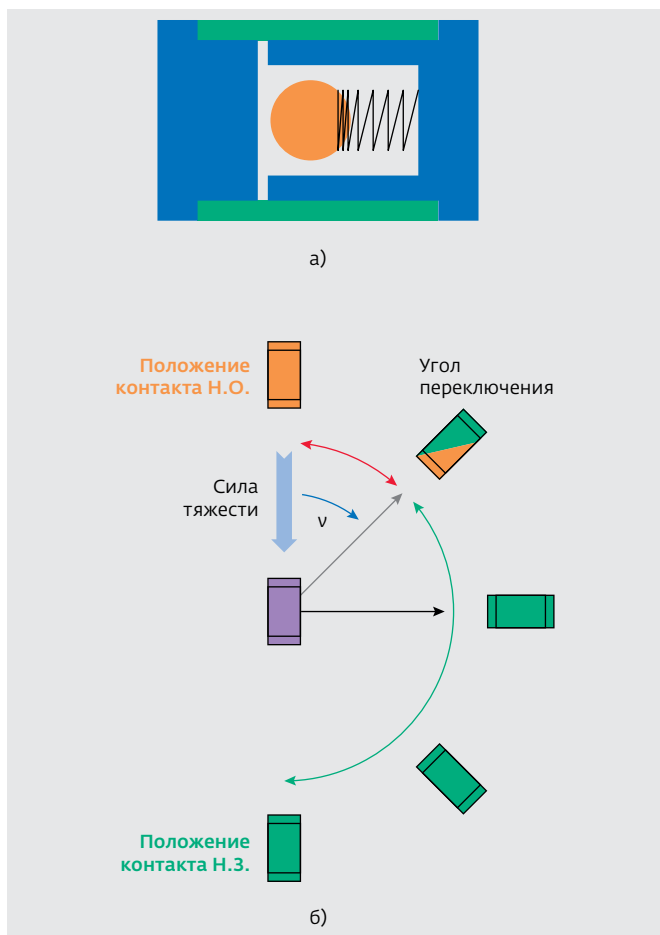 а)
Положение
контакта Н.О.
Угол
переключения
Сила
тяжести
ν
Положение
контакта Н.З.
б)